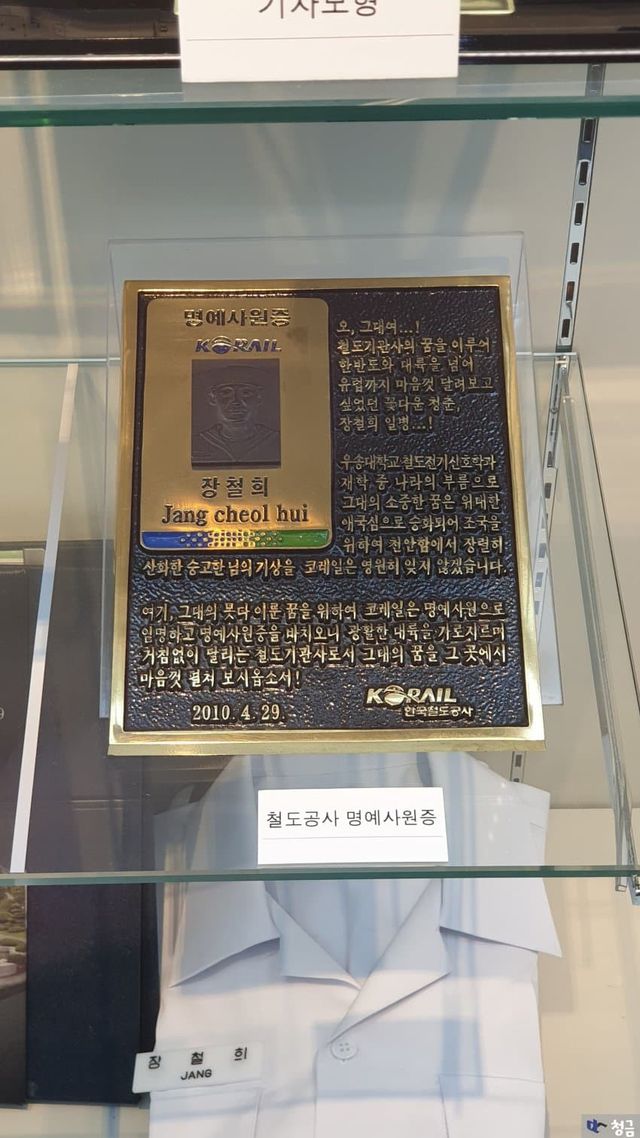 기차모형
명예사원증
KORAIL
장철희
Jang cheol hui
오, 그대여...!
철도기관사의 꿈을 이루어
한반도와 대륙을 넘어
유럽까지 마음껏 달려보고
싶었던 꽃다운 청춘,
장철희 일병...!
우송대학교 철도전기신호학과
재학 중 나라의 부름으로
그대의 소중한 꿈은 위대한
애국심으로 승화되어 조국을
위하여 천안함에서 장렬히
산화한 숭고한 님의 기상을 코레일은 영원히 잊지 않겠습니다.
여기, 그대의 못다 이룬 꿈을 위하여 코레일은 명예사원으로
임명하고 명예사원증을 바치오니 광활한 대륙을 가로지르며
거침없이 달리는 철도기관사로서 그대의 꿈을 그 곳에서
마음껏 펼쳐 보시옵소서!
2010. 4. 29.
KORAIL
한국철도공사
철도공사 명예사원증
장 철 희
JANG
청금